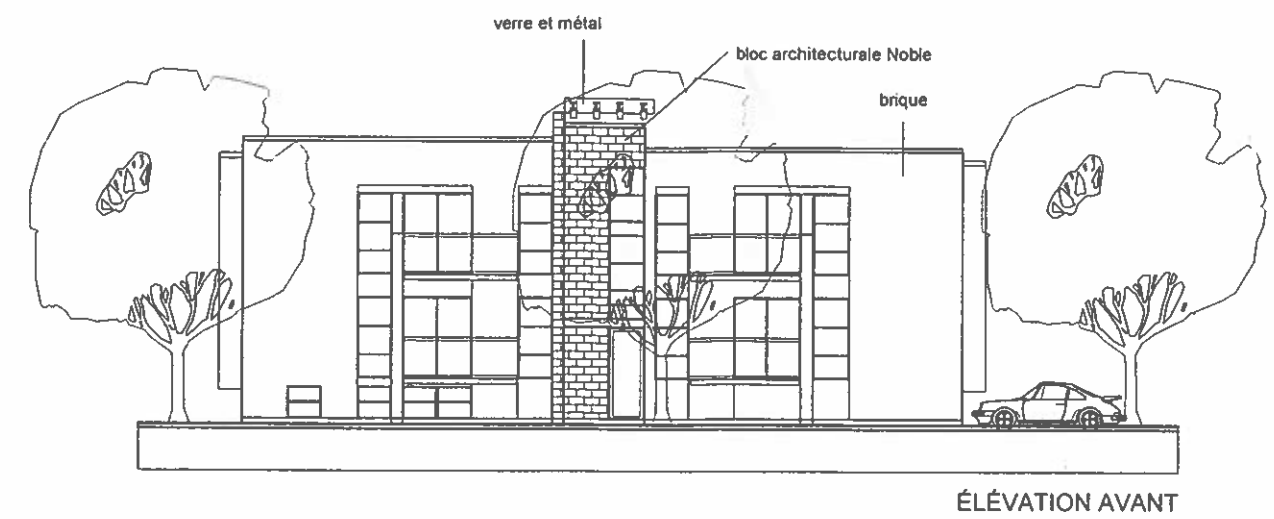 verre et métal
bloc architecturale Noble
brique
ÉLÉVATION AVANT